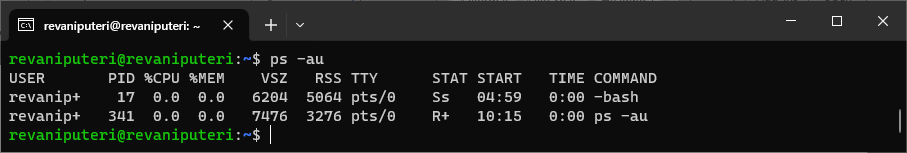 revaniputeri@revaniputeri: ~
revaniputeri@revaniputeri:~$ ps -au
USER       PID %CPU %MEM    VSZ   RSS TTY      STAT START   TIME COMMAND
revanip+    17  0.0  0.0   6204  5064 pts/0    Ss   04:59   0:00 -bash
revanip+   341  0.0  0.0   7476  3276 pts/0    R+   10:15   0:00 ps -au
revaniputeri@revaniputeri:~$